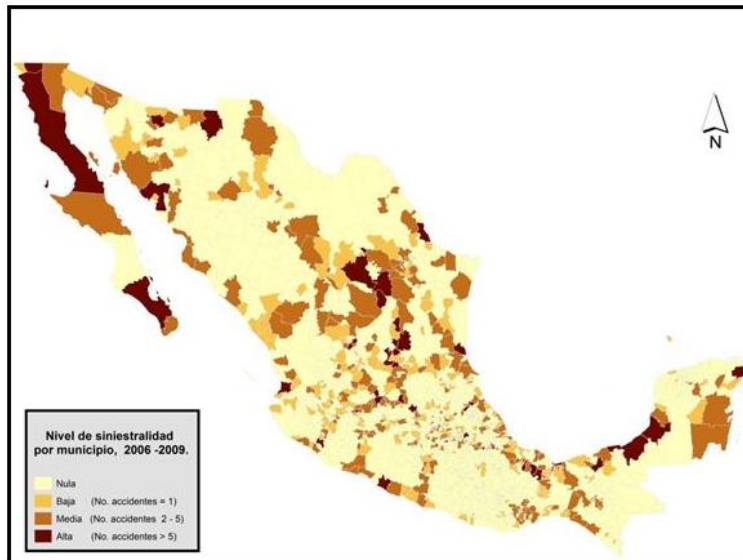 N
Nivel de siniestralidad
por municipio, 2006 -2009.
Nula
Baja (No. accidentes = 1)
Media (No. accidentes 2 - 5)
Alta (No. accidentes > 5)